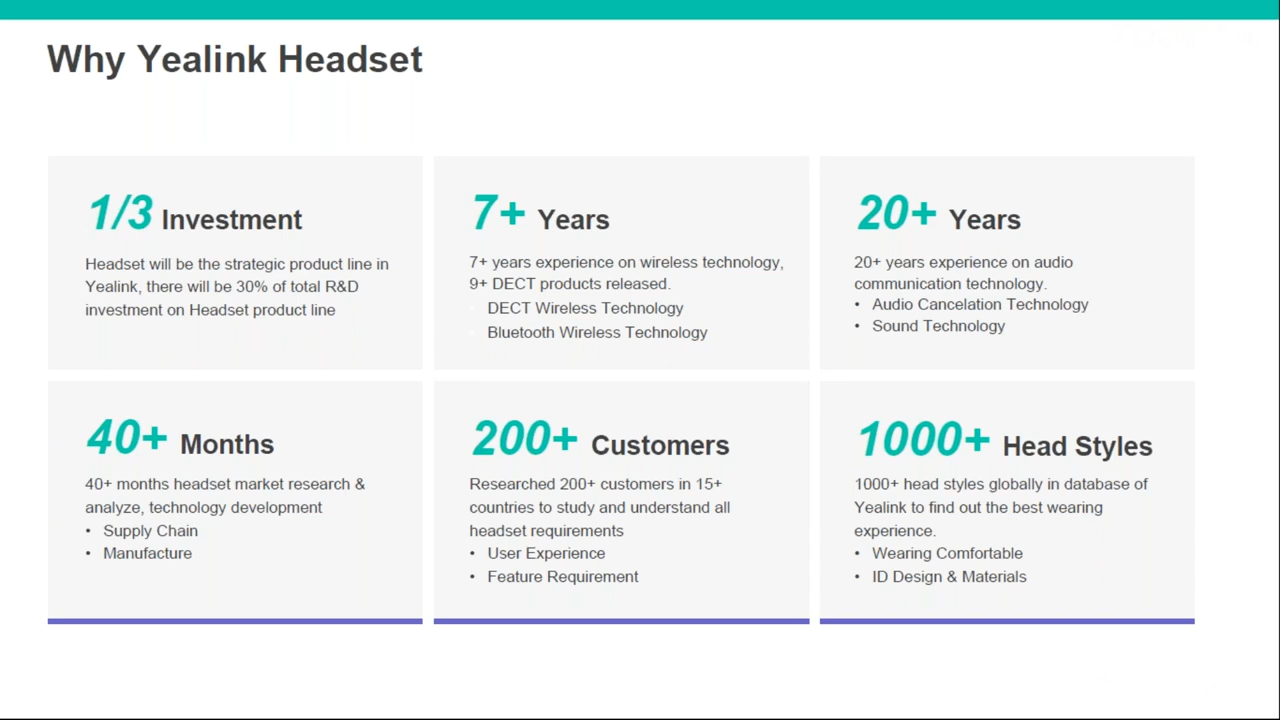 Why Yealink Headset
1/3 Investment
Headset will be the strategic product line in
Yealink, there will be 30% of total R&D
investment on Headset product line
7+ Years
7+ years experience on wireless technology,
9+ DECT products released.
DECT Wireless Technology
Bluetooth Wireless Technology
20+ Years
20+ years experience on audio
communication technology.
• Audio Cancelation Technology
• Sound Technology
40+ Months
40+ months headset market research &
analyze, technology development
• Supply Chain
• Manufacture
200+ Customers
Researched 200+ customers in 15+
countries to study and understand all
headset requirements
• User Experience
• Feature Requirement
1000+ Head Styles
1000+ head styles globally in database of
Yealink to find out the best wearing
experience.
• Wearing Comfortable
• ID Design & Materials